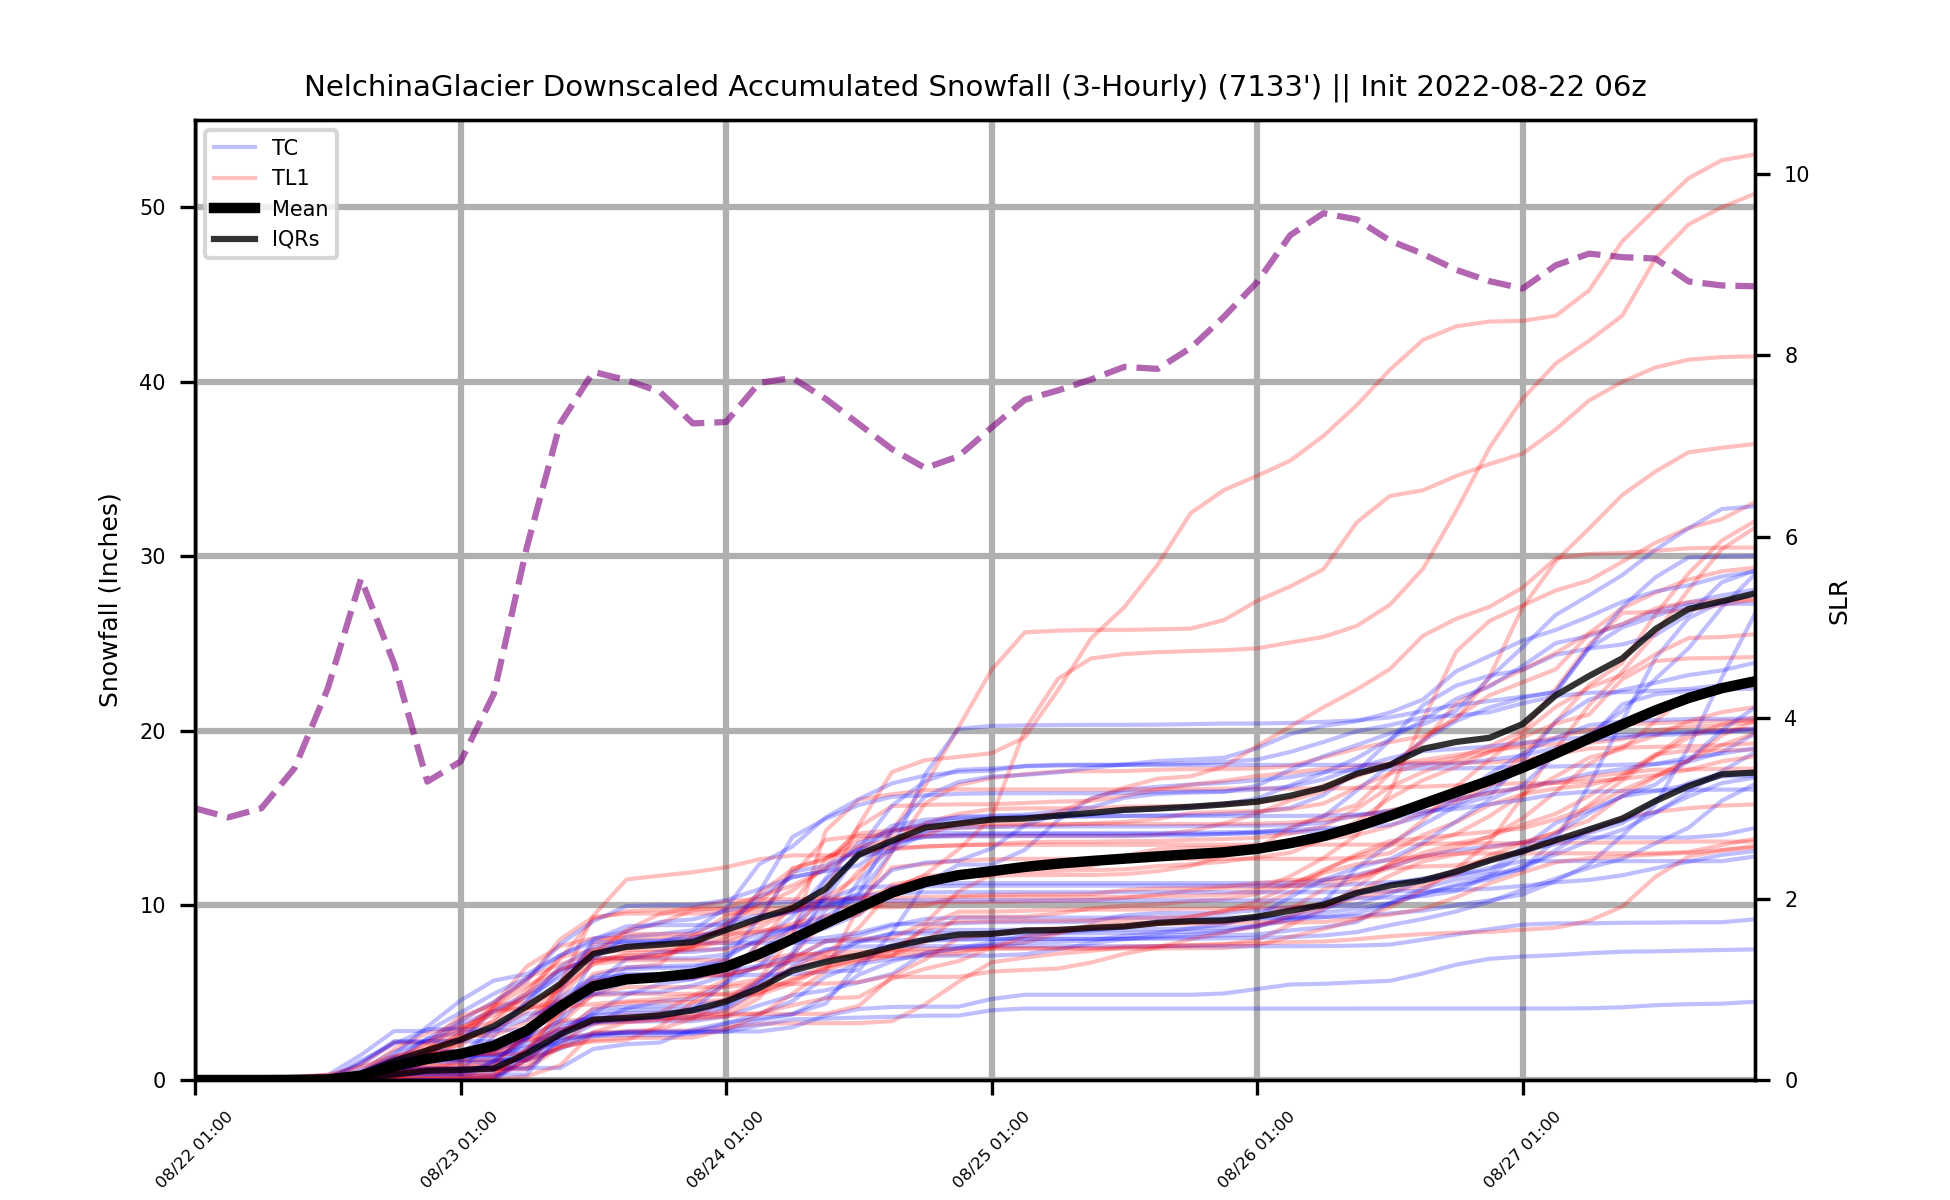 NelchinaGlacier Downscaled Accumulated Snowfall (3-Hourly) (7133') || Init 2022-08-22 06z
TC
TL1
Mean
IQRs
50
40
30
20
10
0
Snowfall (Inches)
10
8
6
4
2
0
SLR
08/22 01:00
08/23 01:00
08/24 01:00
08/25 01:00
08/26 01:00
08/27 01:00